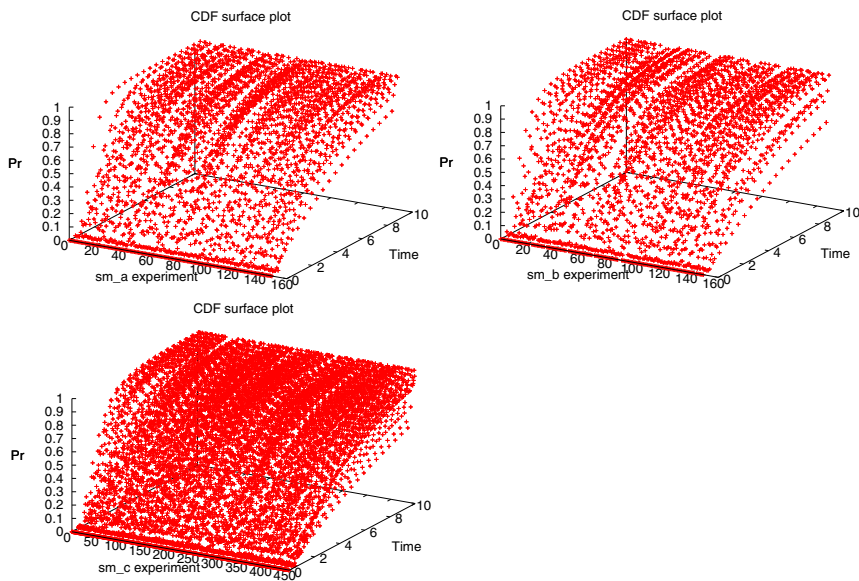 CDF surface plot
1
0.9
0.8
0.7
0.6
0.5
0.4
0.3
0.2
0.1
0
Pr
0 20 40 60 80 100 120 140 160
sm_a experiment
0 2 4 6 8 10
Time
CDF surface plot
1
0.9
0.8
0.7
0.6
0.5
0.4
0.3
0.2
0.1
0
Pr
0 20 40 60 80 100 120 140 160
sm_b experiment
0 2 4 6 8 10
Time
CDF surface plot
1
0.9
0.8
0.7
0.6
0.5
0.4
0.3
0.2
0.1
0
Pr
0 50 100 150 200 250 300 350 400 450
sm_c experiment
0 2 4 6 8 10
Time